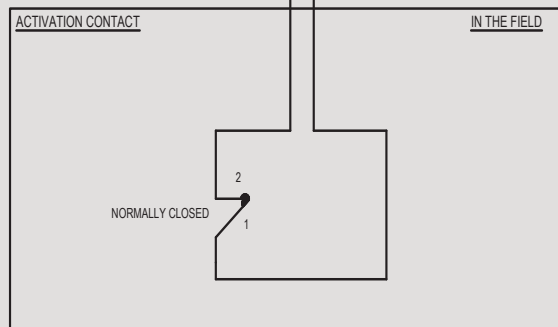 ACTIVATION CONTACT
IN THE FIELD
2
NORMALLY CLOSED
1